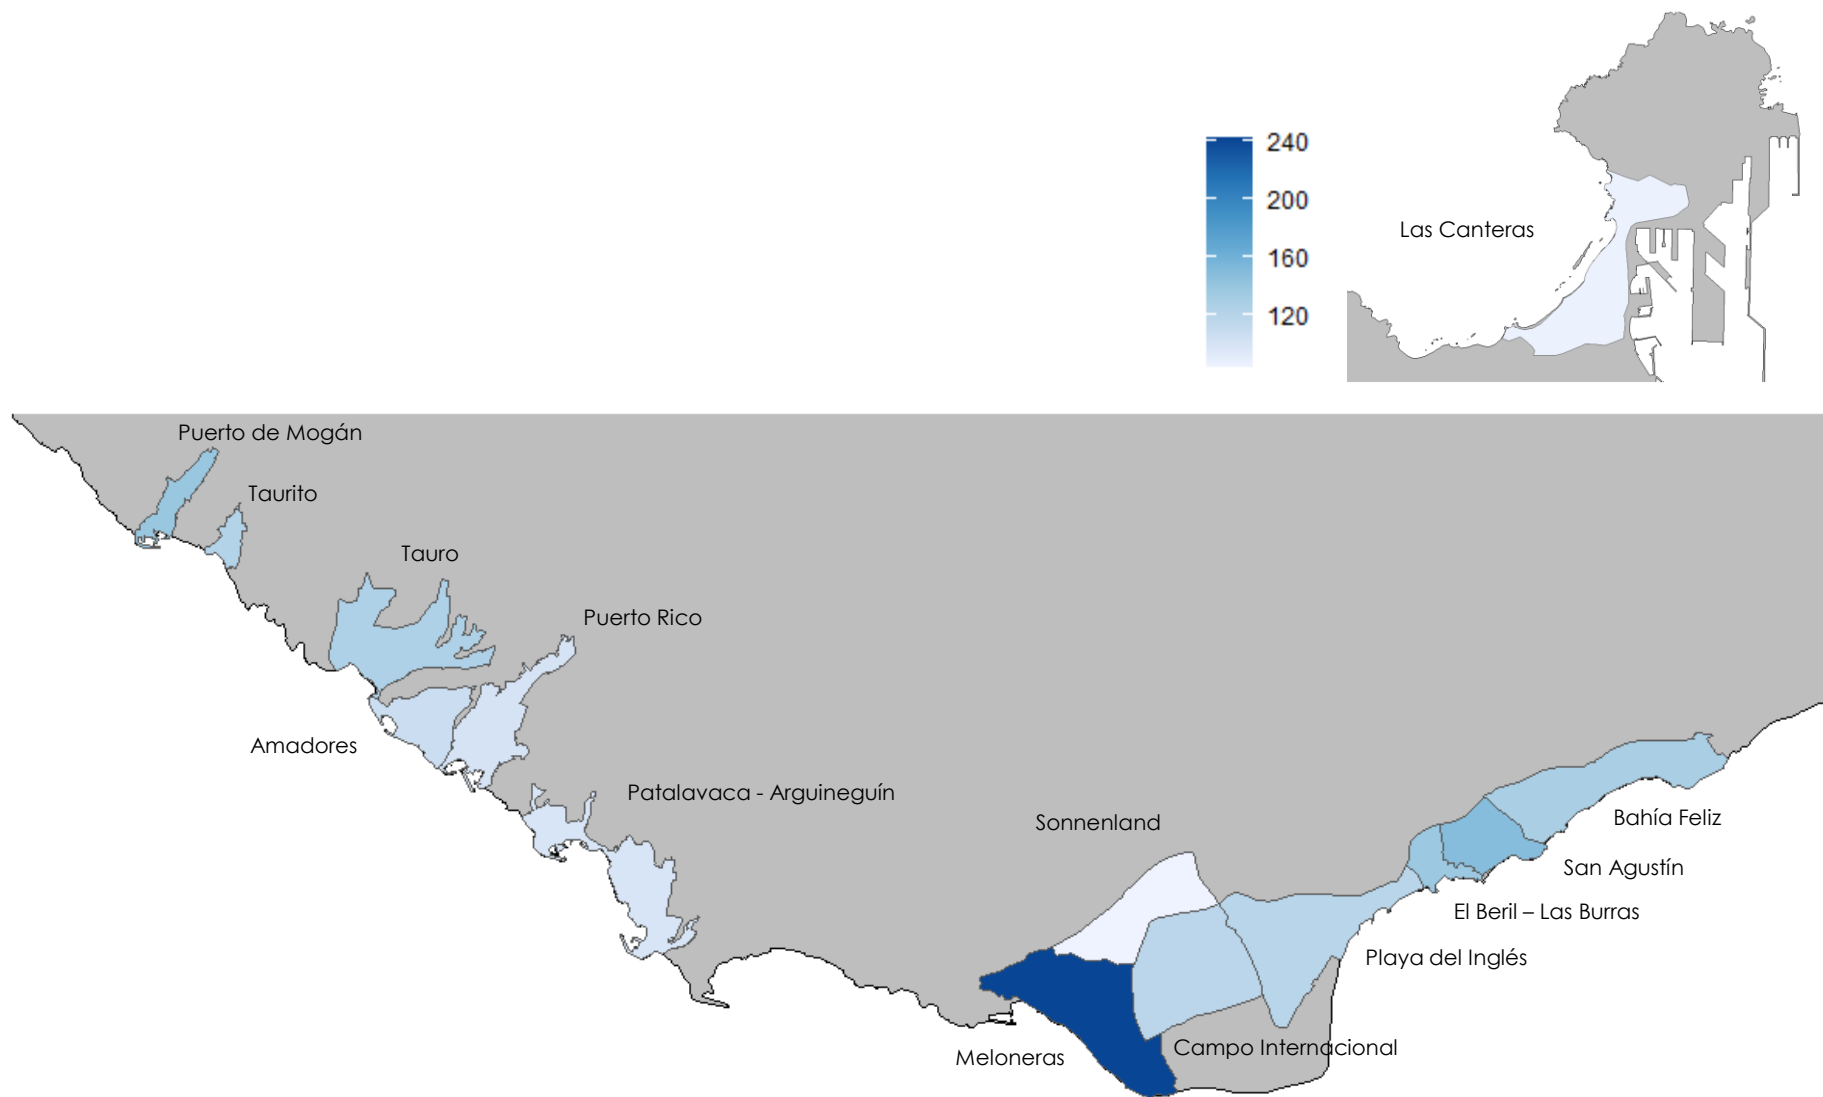 240
200
Las Canteras
160
120
Puerto de Mogán
Taurito
Tauro
Puerto Rico
Amadores
Patalavaca - Arguineguín
Sonnenland
Bahía Feliz
San Agustín
El Beril – Las Burras
Playa del Inglés
Meloneras
Campo Internacional